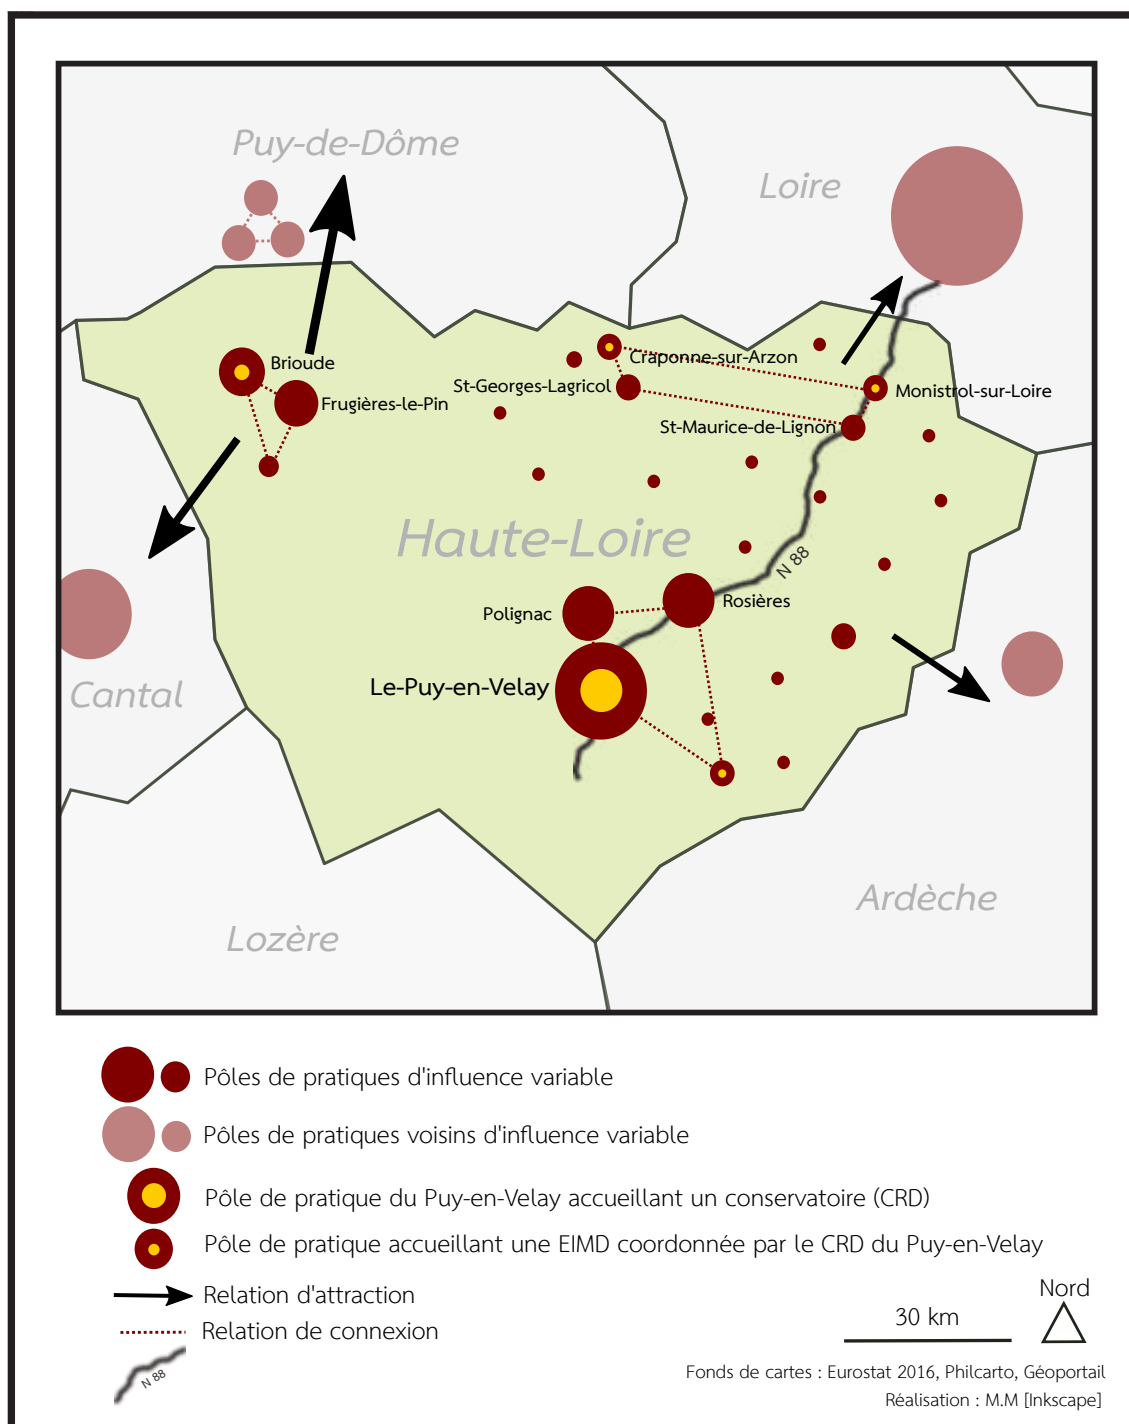 Puy-de-Dôme
Loire
Brioude
Craponne-sur-Arzon
St-Georges-Lagricol
Monistrol-sur-Loire
Frugières-le-Pin
St-Maurice-de-Lignon
Haute-Loire
N 88
Polignac
Rosières
Le-Puy-en-Velay
Cantal
Ardèche
Lozère
Pôles de pratiques d'influence variable
Pôles de pratiques voisins d'influence variable
Pôle de pratique du Puy-en-Velay accueillant un conservatoire (CRD)
Pôle de pratique accueillant une EIMD coordonnée par le CRD du Puy-en-Velay
Relation d'attraction
Relation de connexion
N 88
Nord
30 km
Fonds de cartes : Eurostat 2016, Philcarto, Géoportail
Réalisation : M.M [Inkscape]